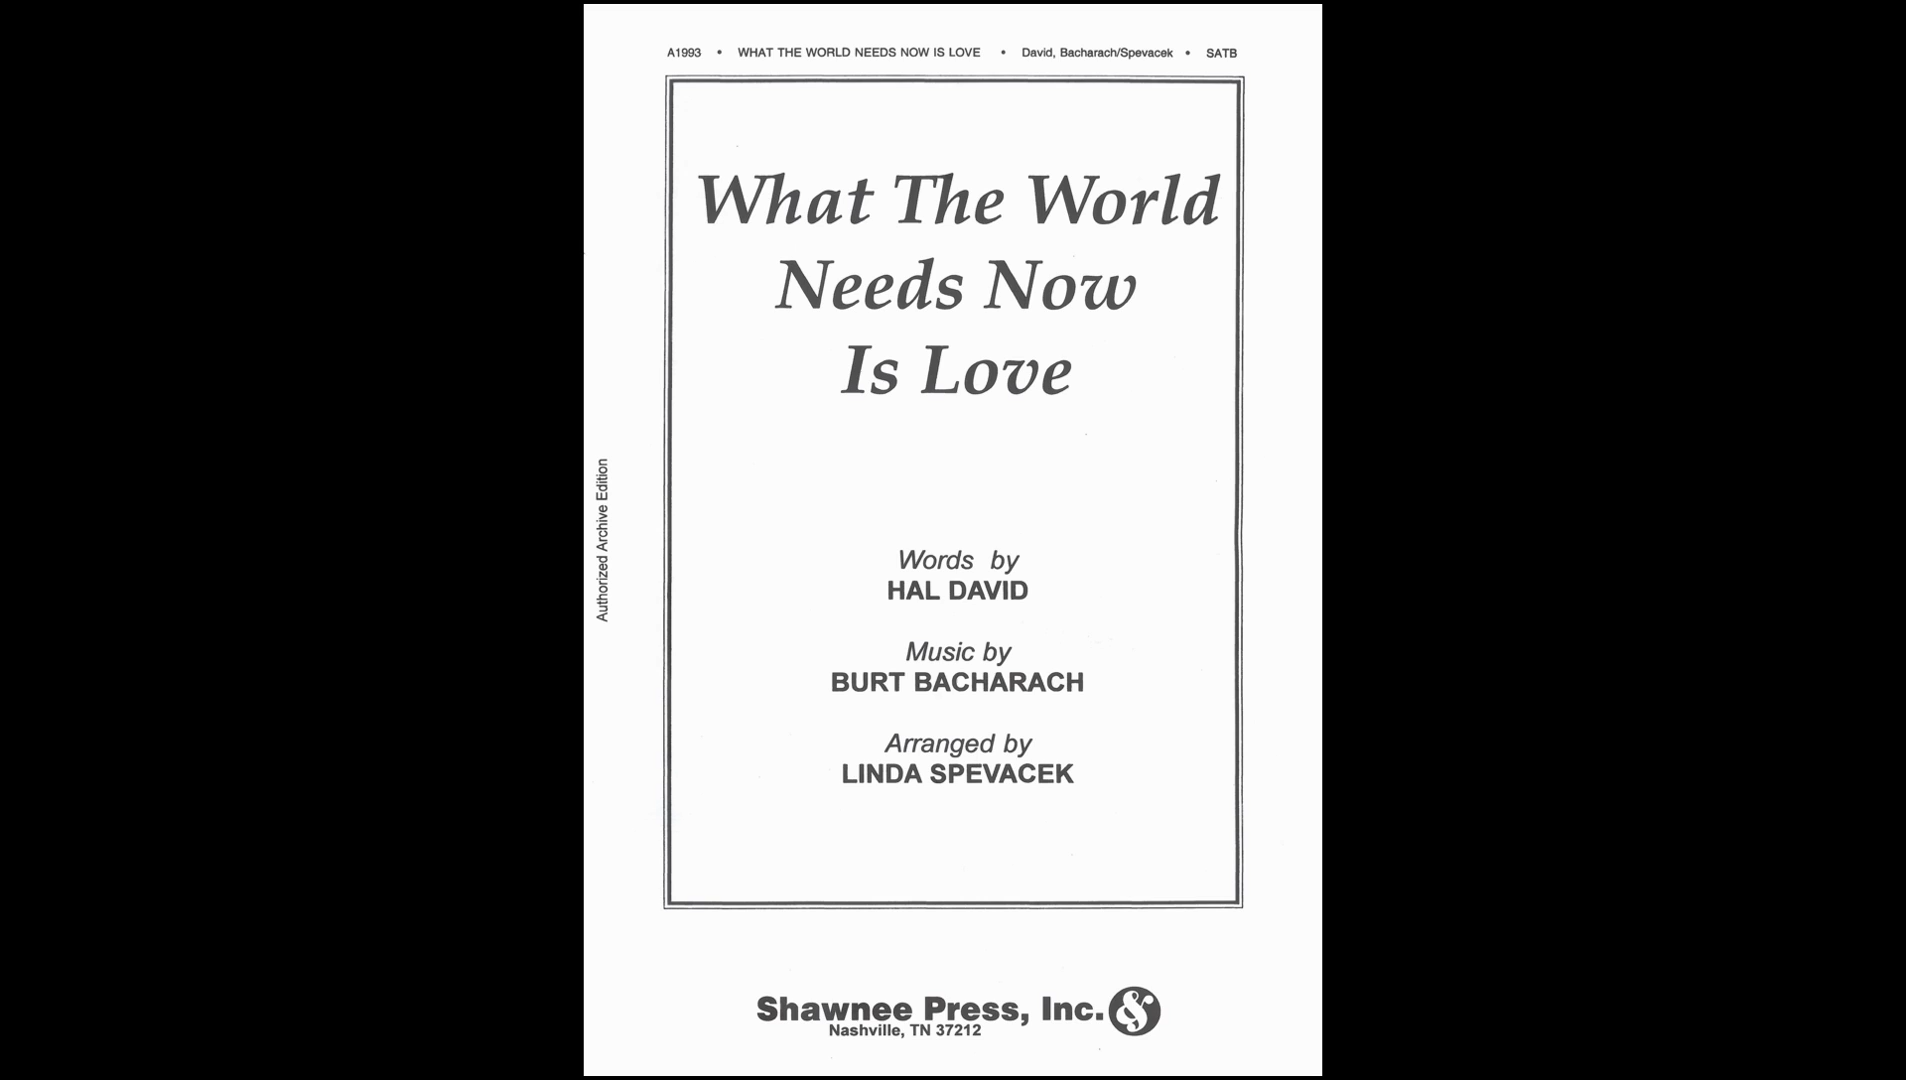 A1993 • WHAT THE WORLD NEEDS NOW IS LOVE • David, Bacharach/Spevacek • SATB
What The World
Needs Now
Is Love
Authorized Archive Edition
Words by
HAL DAVID
Music by
BURT BACHARACH
Arranged by
LINDA SPEVACEK
Shawnee Press, Inc.
Nashville, TN 37212